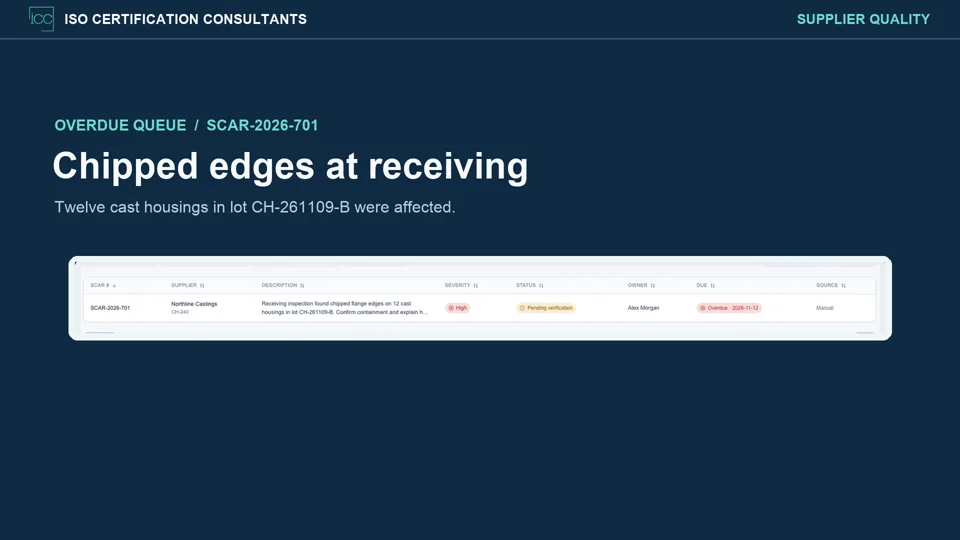 ICC ISO CERTIFICATION CONSULTANTS
SUPPLIER QUALITY
OVERDUE QUEUE / SCAR-2026-701
Chipped edges at receiving
Twelve cast housings in lot CH-261109-B were affected.
SCAR # SUPPLIER DESCRIPTION SEVERITY STATUS OWNER DUE SOURCE
SCAR-2026-701 Northline Castings Receiving inspection found chipped flange edges on 12 cast High Pending verification Alex Morgan Overdue · 2026-11-12 Manual
CH-240 housings in lot CH-261109-B. Confirm containment and explain h...